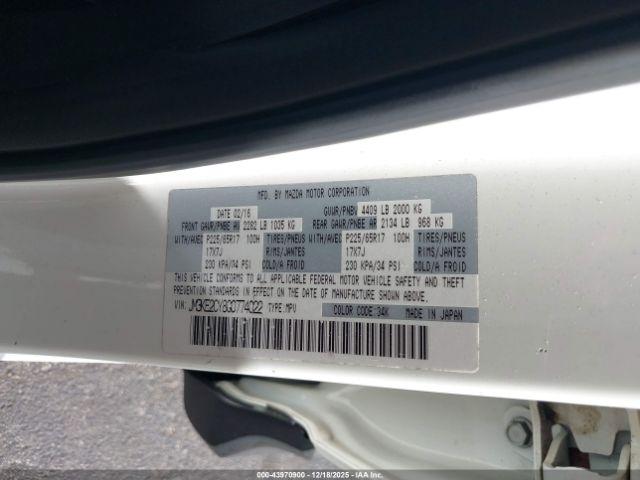 MFD. BY MAZDA MOTOR CORPORATION
DATE 02/16 GVWR/PNBV 4409 LB 2000 KG
FRONT GAWR/PNBE AV 2282 LB 1035 KG REAR GAWR/PNBE AR 2134 LB 968 KG
WITH/AVEC P225/65R17 100H TIRES/PNEUS WITH/AVEC P225/65R17 100H TIRES/PNEUS
17X7J RIMS/JANTES 17X7J RIMS/JANTES
230 KPA/34 PSI COLD/A FROID 230 KPA/34 PSI COLD/A FROID
THIS VEHICLE CONFORMS TO ALL APPLICABLE FEDERAL MOTOR VEHICLE SAFETY AND THEFT
PREVENTION STANDARDS IN EFFECT ON THE DATE OF MANUFACTURE SHOWN ABOVE.
VIN: JM3KE2CY8G0774022 TYPE:MPV COLOR CODE:34K MADE IN JAPAN
000-43970900 - 12/18/2025 - Copyright IAA, LLC